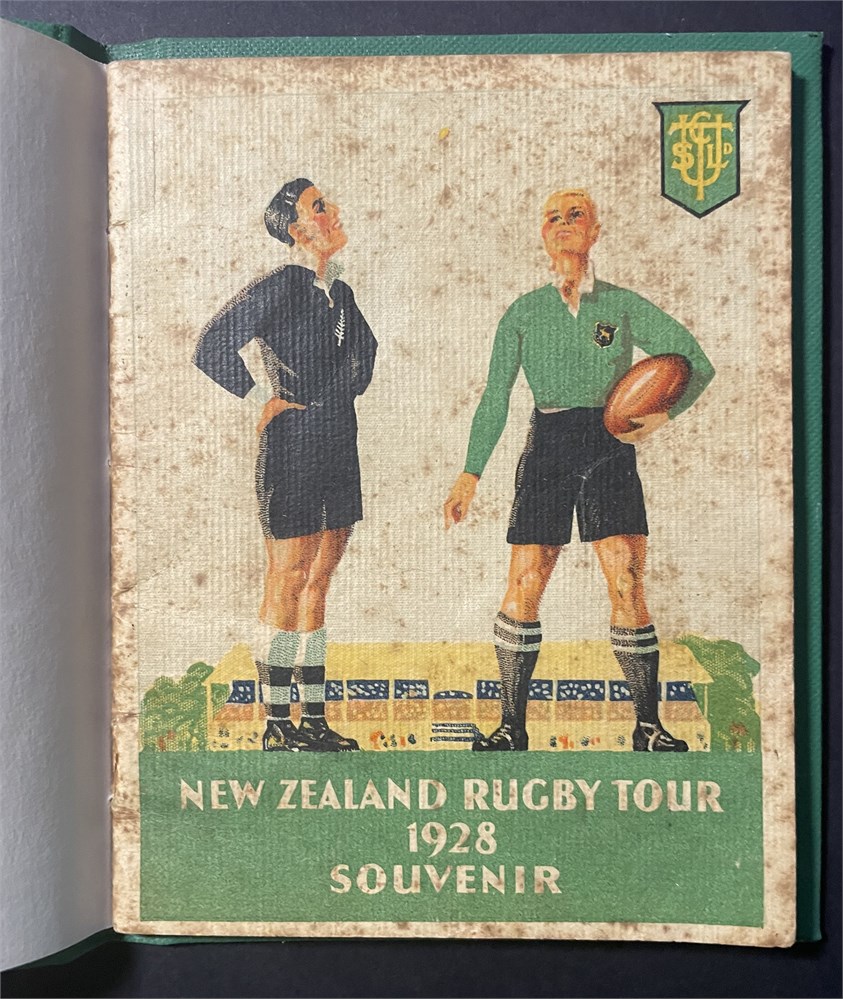 NEW ZEALAND RUGBY TOUR
1928
SOUVENIR